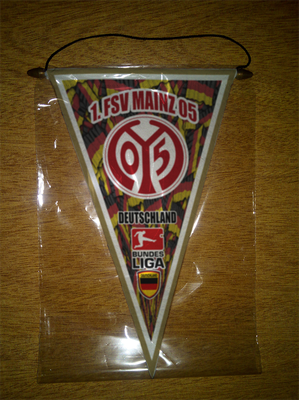 1. FSV MAINZ 05
05
DEUTSCHLAND
BUNDES
LIGA